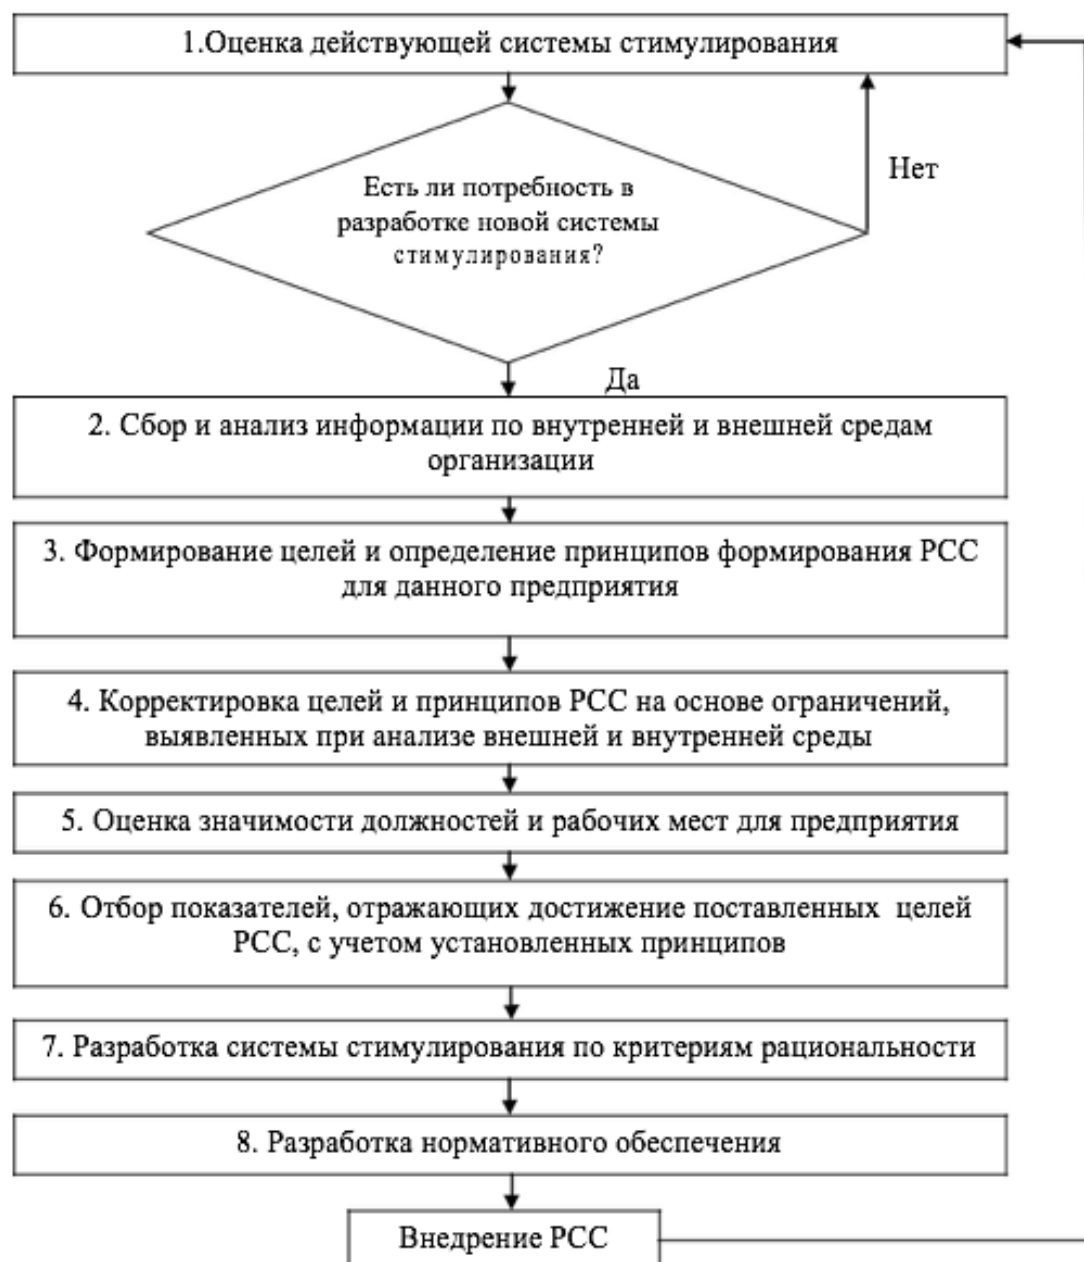 1.Оценка действующей системы стимулирования
Есть ли потребность в
разработке новой системы
стимулирования?
Нет
Да
2. Сбор и анализ информации по внутренней и внешней средам
организации
3. Формирование целей и определение принципов формирования РСС
для данного предприятия
4. Корректировка целей и принципов РСС на основе ограничений,
выявленных при анализе внешней и внутренней среды
5. Оценка значимости должностей и рабочих мест для предприятия
6. Отбор показателей, отражающих достижение поставленных целей
РСС, с учетом установленных принципов
7. Разработка системы стимулирования по критериям рациональности
8. Разработка нормативного обеспечения
Внедрение РСС